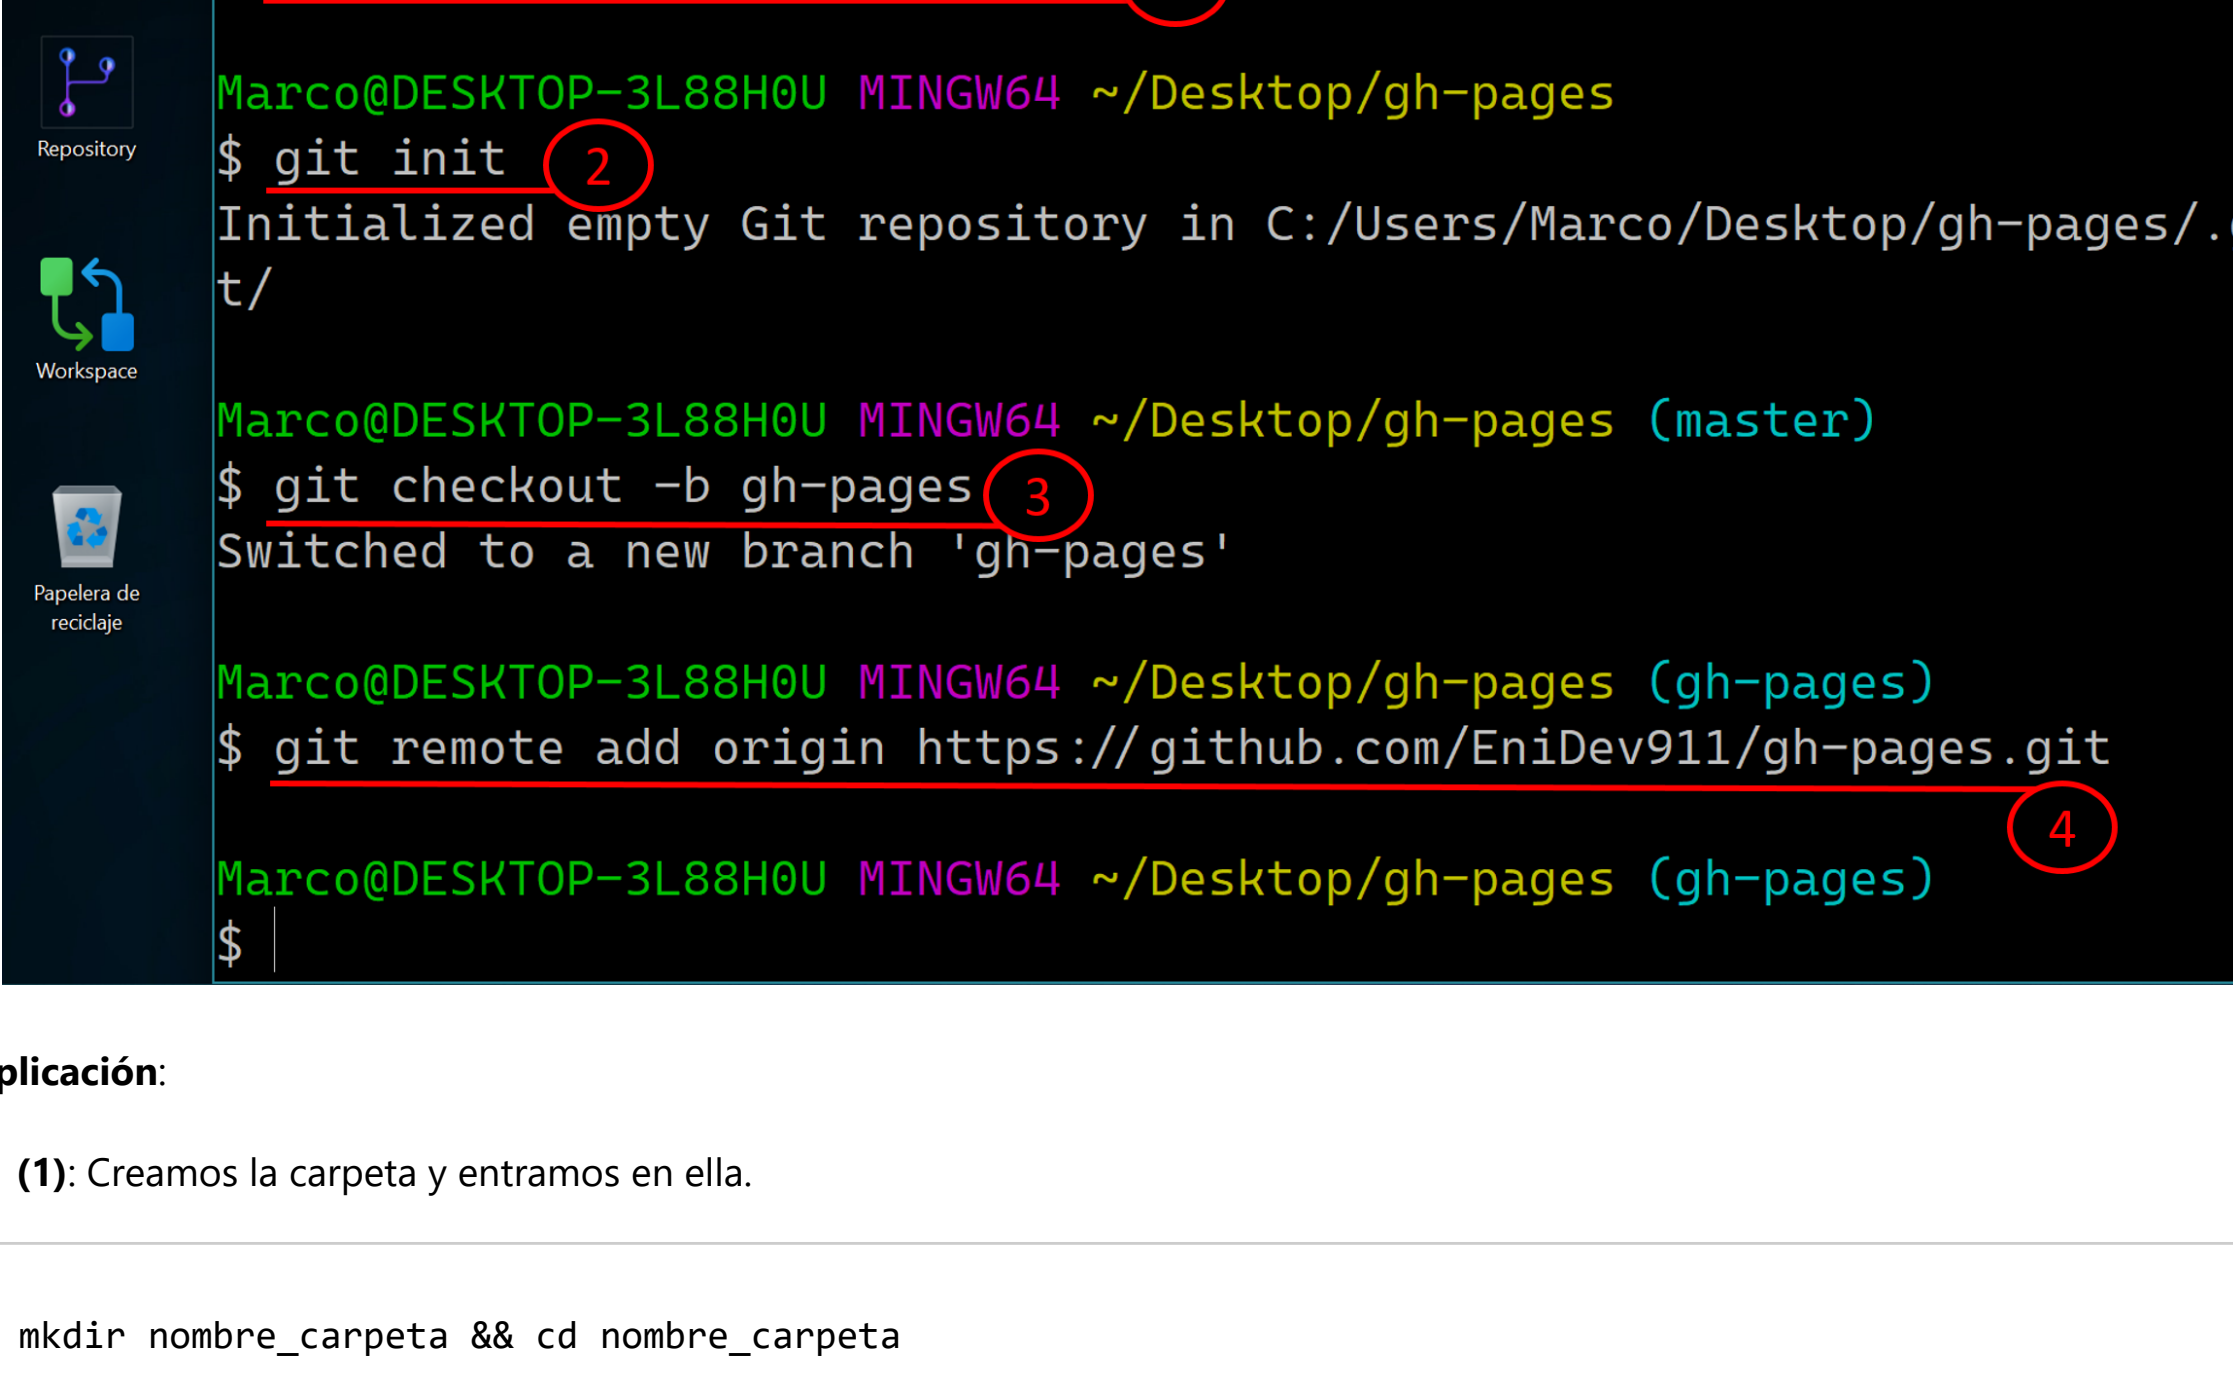 Repository
Workspace
Papelera de
reciclaje
Marco@DESKTOP-3L88H0U MINGW64 ~/Desktop/gh-pages
$ git init 2
Initialized empty Git repository in C:/Users/Marco/Desktop/gh-pages/.
t/
Marco@DESKTOP-3L88H0U MINGW64 ~/Desktop/gh-pages (master)
$ git checkout -b gh-pages 3
Switched to a new branch 'gh-pages'
Marco@DESKTOP-3L88H0U MINGW64 ~/Desktop/gh-pages (gh-pages)
$ git remote add origin https://github.com/EniDev911/gh-pages.git
4
Marco@DESKTOP-3L88H0U MINGW64 ~/Desktop/gh-pages (gh-pages)
$
plicación:
(1): Creamos la carpeta y entramos en ella.
mkdir nombre_carpeta && cd nombre_carpeta